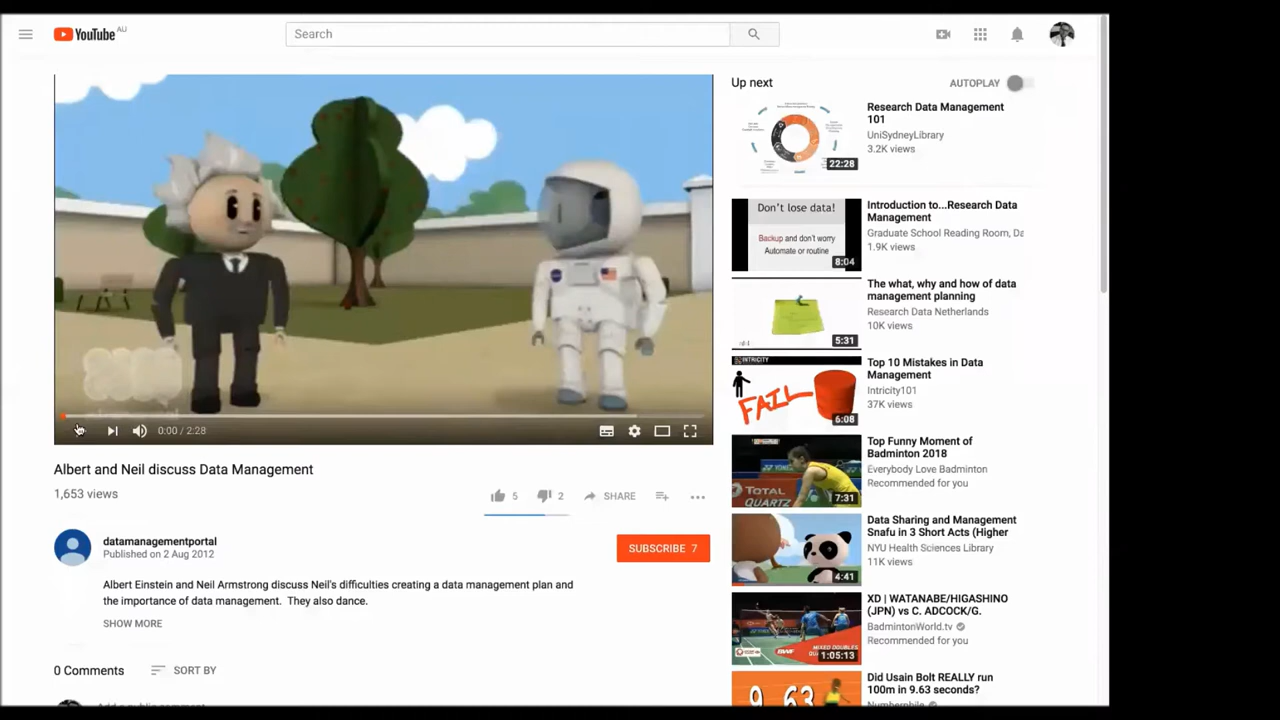 YouTube AU
Search
Up next
AUTOPLAY
Research Data Management
101
UniSydneyLibrary
3.2K views
22:28
Don't lose data!
Backup and don't worry
Automate or routine
8:04
Introduction to...Research Data
Management
Graduate School Reading Room, Da
1.9K views
The what, why and how of data
management planning
Research Data Netherlands
10K views
5:31
INTRICITY
FAIL
6:08
Top 10 Mistakes in Data
Management
Intricity101
37K views
0:00 / 2:28
Albert and Neil discuss Data Management
1,653 views
5
2
SHARE
TOTAL
QUARTZ
7:31
Top Funny Moment of
Badminton 2018
Everybody Love Badminton
Recommended for you
datamanagementportal
Published on 2 Aug 2012
SUBSCRIBE 7
Data Sharing and Management
Snafu in 3 Short Acts (Higher
NYU Health Sciences Library
11K views
4:41
Albert Einstein and Neil Armstrong discuss Neil's difficulties creating a data management plan and
the importance of data management. They also dance.
SHOW MORE
XD | WATANABE/HIGASHINO
(JPN) vs C. ADCOCK/G.
BadmintonWorld.tv
Recommended for you
1:05:13
0 Comments
SORT BY
9.63
Did Usain Bolt REALLY run
100m in 9.63 seconds?
Numberphile